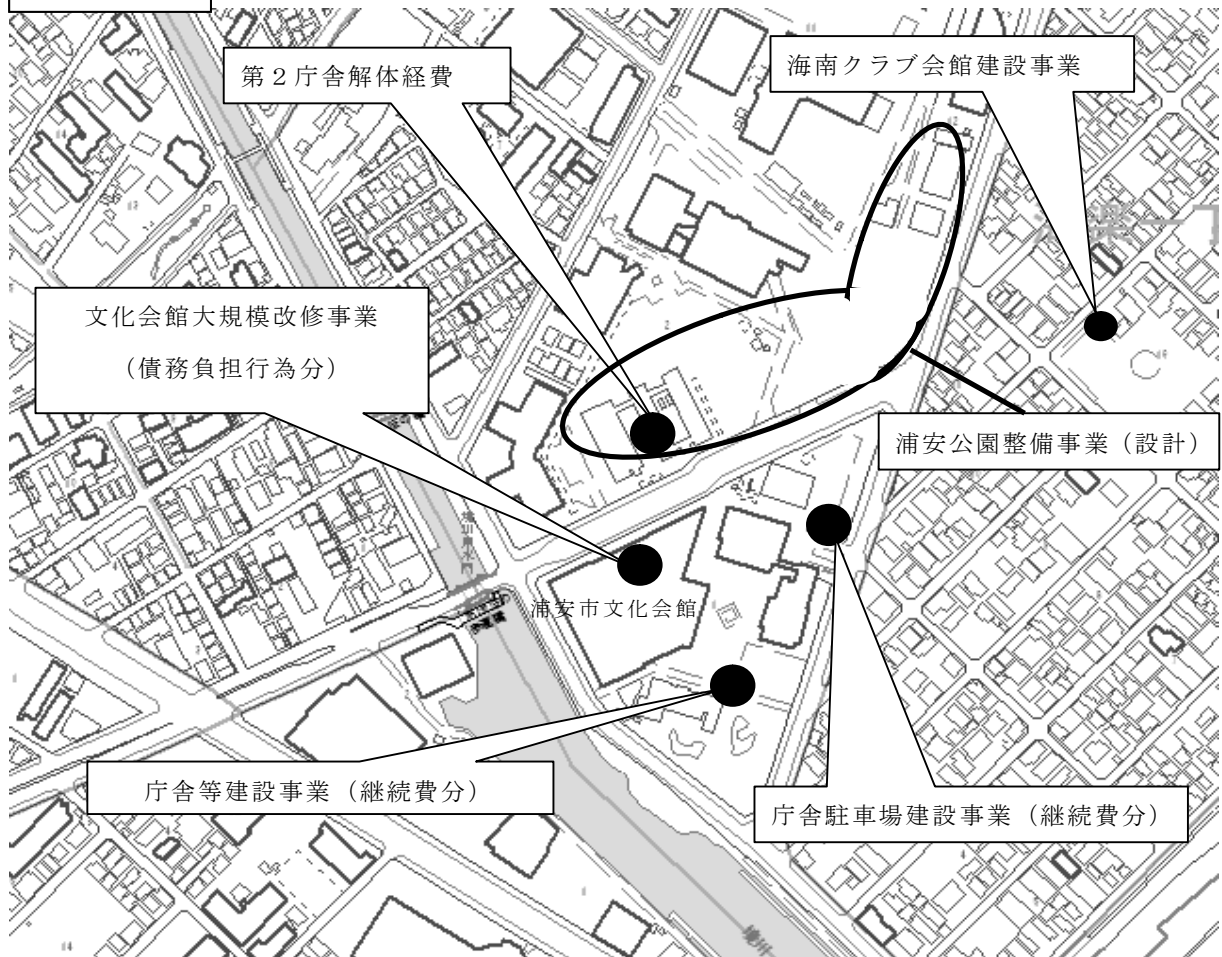 第２庁舎解体経費
海南クラブ会館建設事業
文化会館大規模改修事業
（債務負担行為分）
浦安公園整備事業（設計）
浦安市文化会館
庁舎等建設事業（継続費分）
庁舎駐車場建設事業（継続費分）